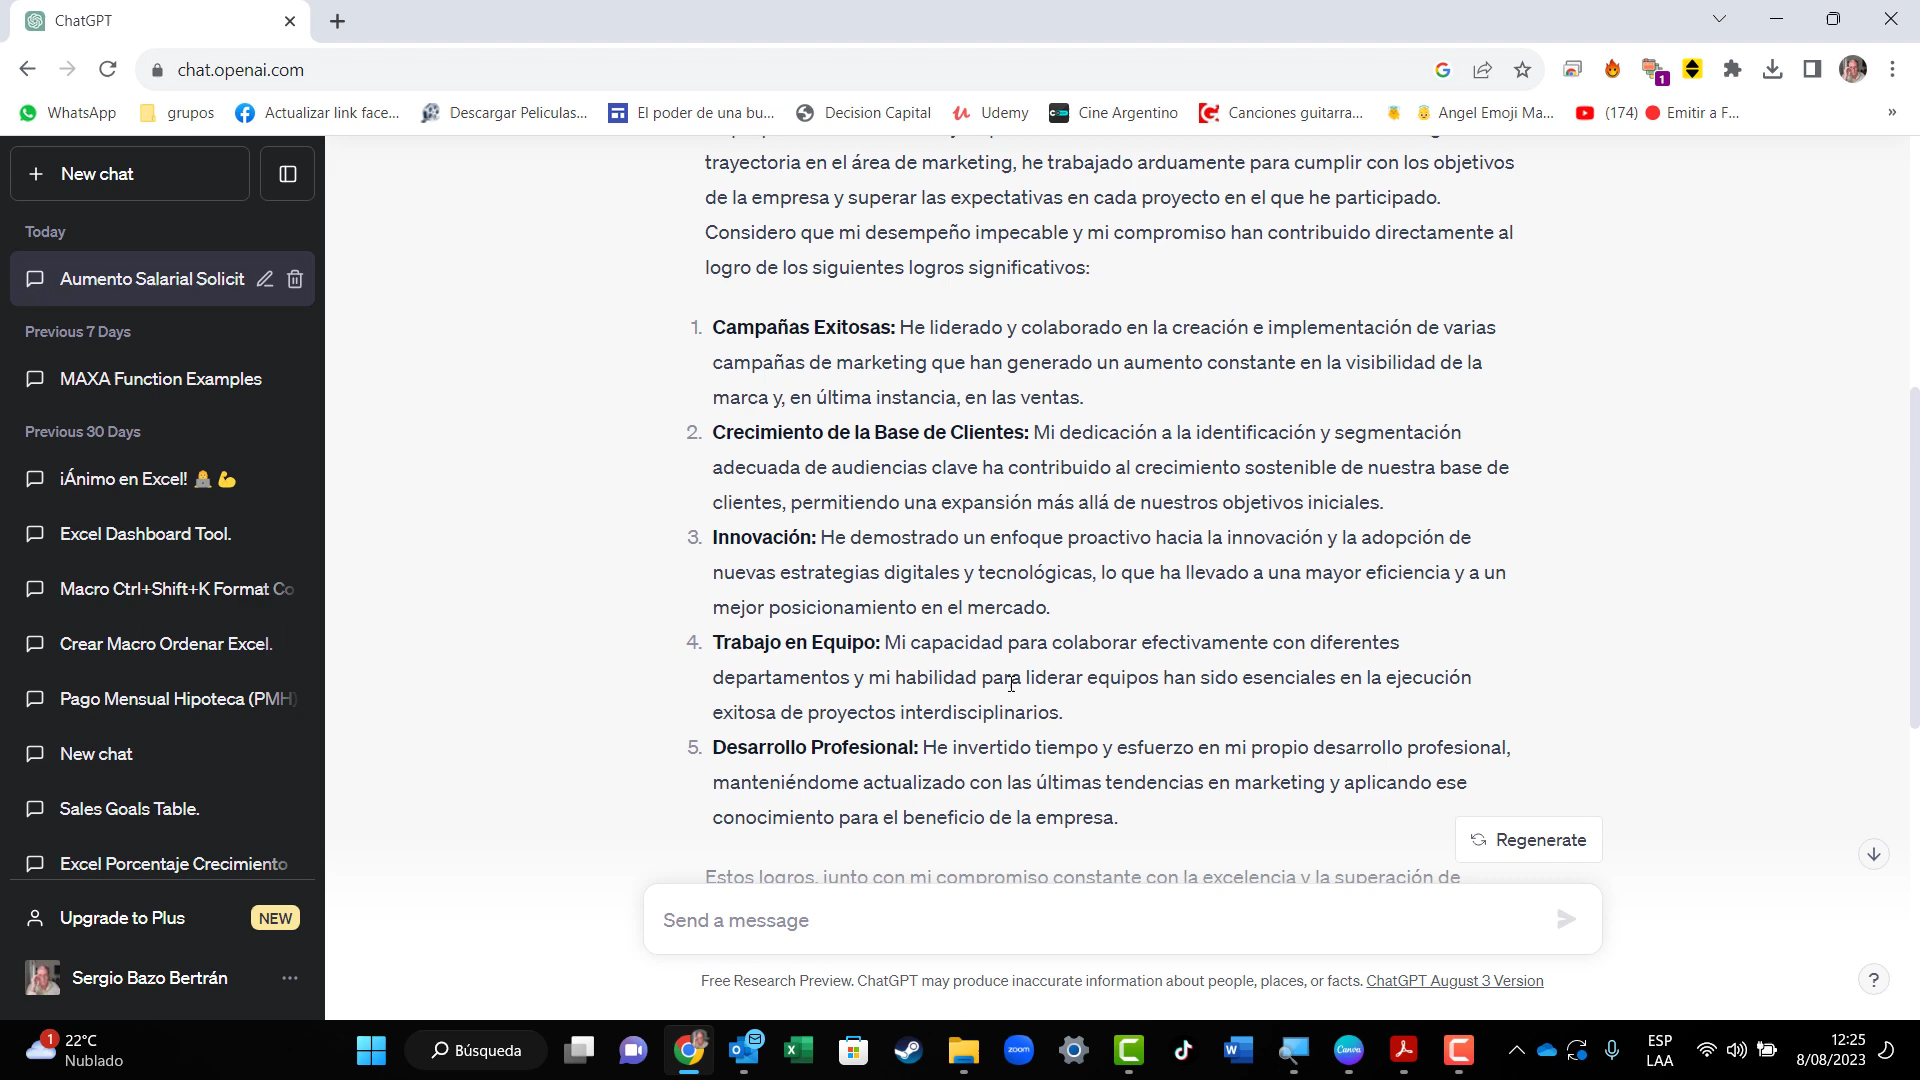 ChatGPT
chat.openai.com
1
WhatsApp
grupos
Actualizar link face...
Descargar Peliculas...
El poder de una bu...
Decision Capital
Udemy
Cine Argentino
Canciones guitarra...
Angel Emoji Ma...
(174)
Emitir a F...
»
New chat
Today
Aumento Salarial Solicit
Previous 7 Days
MAXA Function Examples
Previous 30 Days
¡Ánimo en Excel!
Excel Dashboard Tool.
Macro Ctrl+Shift+K Format Co
Crear Macro Ordenar Excel.
Pago Mensual Hipoteca (PMH)
New chat
Sales Goals Table.
Excel Porcentaje Crecimiento
Upgrade to Plus NEW
Sergio Bazo Bertrán
trayectoria en el área de marketing, he trabajado arduamente para cumplir con los objetivos
de la empresa y superar las expectativas en cada proyecto en el que he participado.
Considero que mi desempeño impecable y mi compromiso han contribuido directamente al
logro de los siguientes logros significativos:
1. Campañas Exitosas: He liderado y colaborado en la creación e implementación de varias
campañas de marketing que han generado un aumento constante en la visibilidad de la
marca y, en última instancia, en las ventas.
2. Crecimiento de la Base de Clientes: Mi dedicación a la identificación y segmentación
adecuada de audiencias clave ha contribuido al crecimiento sostenible de nuestra base de
clientes, permitiendo una expansión más allá de nuestros objetivos iniciales.
3. Innovación: He demostrado un enfoque proactivo hacia la innovación y la adopción de
nuevas estrategias digitales y tecnológicas, lo que ha llevado a una mayor eficiencia y a un
mejor posicionamiento en el mercado.
4. Trabajo en Equipo: Mi capacidad para colaborar efectivamente con diferentes
departamentos y mi habilidad para liderar equipos han sido esenciales en la ejecución
exitosa de proyectos interdisciplinarios.
5. Desarrollo Profesional: He invertido tiempo y esfuerzo en mi propio desarrollo profesional,
manteniéndome actualizado con las últimas tendencias en marketing y aplicando ese
conocimiento para el beneficio de la empresa.
Regenerate
Estos logros, junto con mi compromiso constante con la excelencia y la superación de
Send a message
Free Research Preview. ChatGPT may produce inaccurate information about people, places, or facts. ChatGPT August 3 Version
?
1
22°C
Nublado
Búsqueda
zoom
Canva
ESP
LAA
12:25
8/08/2023